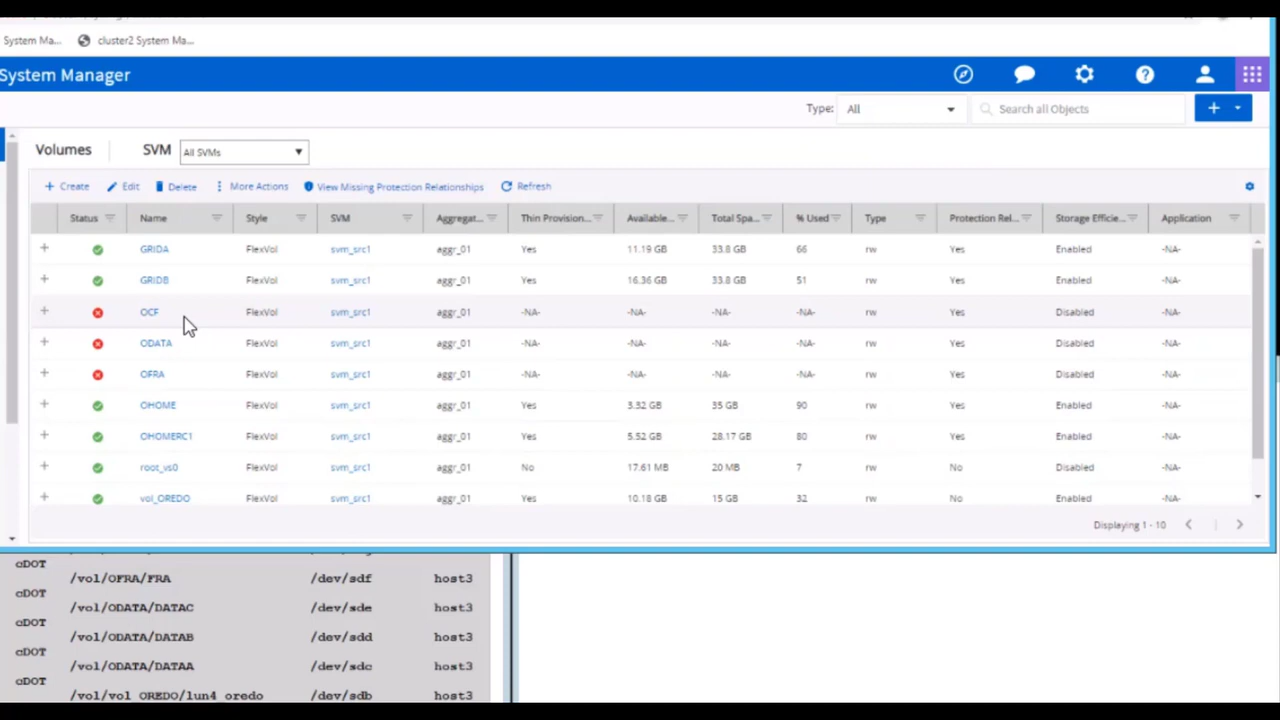 System Ma... cluster2 System Ma...
System Manager
Type: All Search all Objects +
Volumes SVM All SVMs
+ Create Edit Delete More Actions View Missing Protection Relationships Refresh
Status Name Style SVM Aggregat... Thin Provision... Available... Total Spa... % Used Type Protection Rel... Storage Efficie... Application
+ GRIDA FlexVol svm_src1 aggr_01 Yes 11.19 GB 33.8 GB 66 rw Yes Enabled -NA-
+ GRIDB FlexVol svm_src1 aggr_01 Yes 16.36 GB 33.8 GB 51 rw Yes Enabled -NA-
+ OCF FlexVol svm_src1 aggr_01 -NA- -NA- -NA- -NA- rw Yes Disabled -NA-
+ ODATA FlexVol svm_src1 aggr_01 -NA- -NA- -NA- -NA- rw Yes Disabled -NA-
+ OFRA FlexVol svm_src1 aggr_01 -NA- -NA- -NA- -NA- rw Yes Disabled -NA-
+ OHOME FlexVol svm_src1 aggr_01 Yes 3.32 GB 35 GB 90 rw Yes Enabled -NA-
+ OHOMERC1 FlexVol svm_src1 aggr_01 Yes 5.52 GB 28.17 GB 80 rw Yes Enabled -NA-
+ root_vs0 FlexVol svm_src1 aggr_01 No 17.61 MB 20 MB 7 rw No Disabled -NA-
+ vol_OREDO FlexVol svm_src1 aggr_01 Yes 10.18 GB 15 GB 32 rw No Enabled -NA-
Displaying 1 - 10
cDOT
/vol/OFRA/FRA /dev/sdf host3
cDOT
/vol/ODATA/DATAC /dev/sde host3
cDOT
/vol/ODATA/DATAB /dev/sdd host3
cDOT
/vol/ODATA/DATAA /dev/sdc host3
cDOT
/vol/vol_OREDO/lun4_oredo /dev/sdb host3